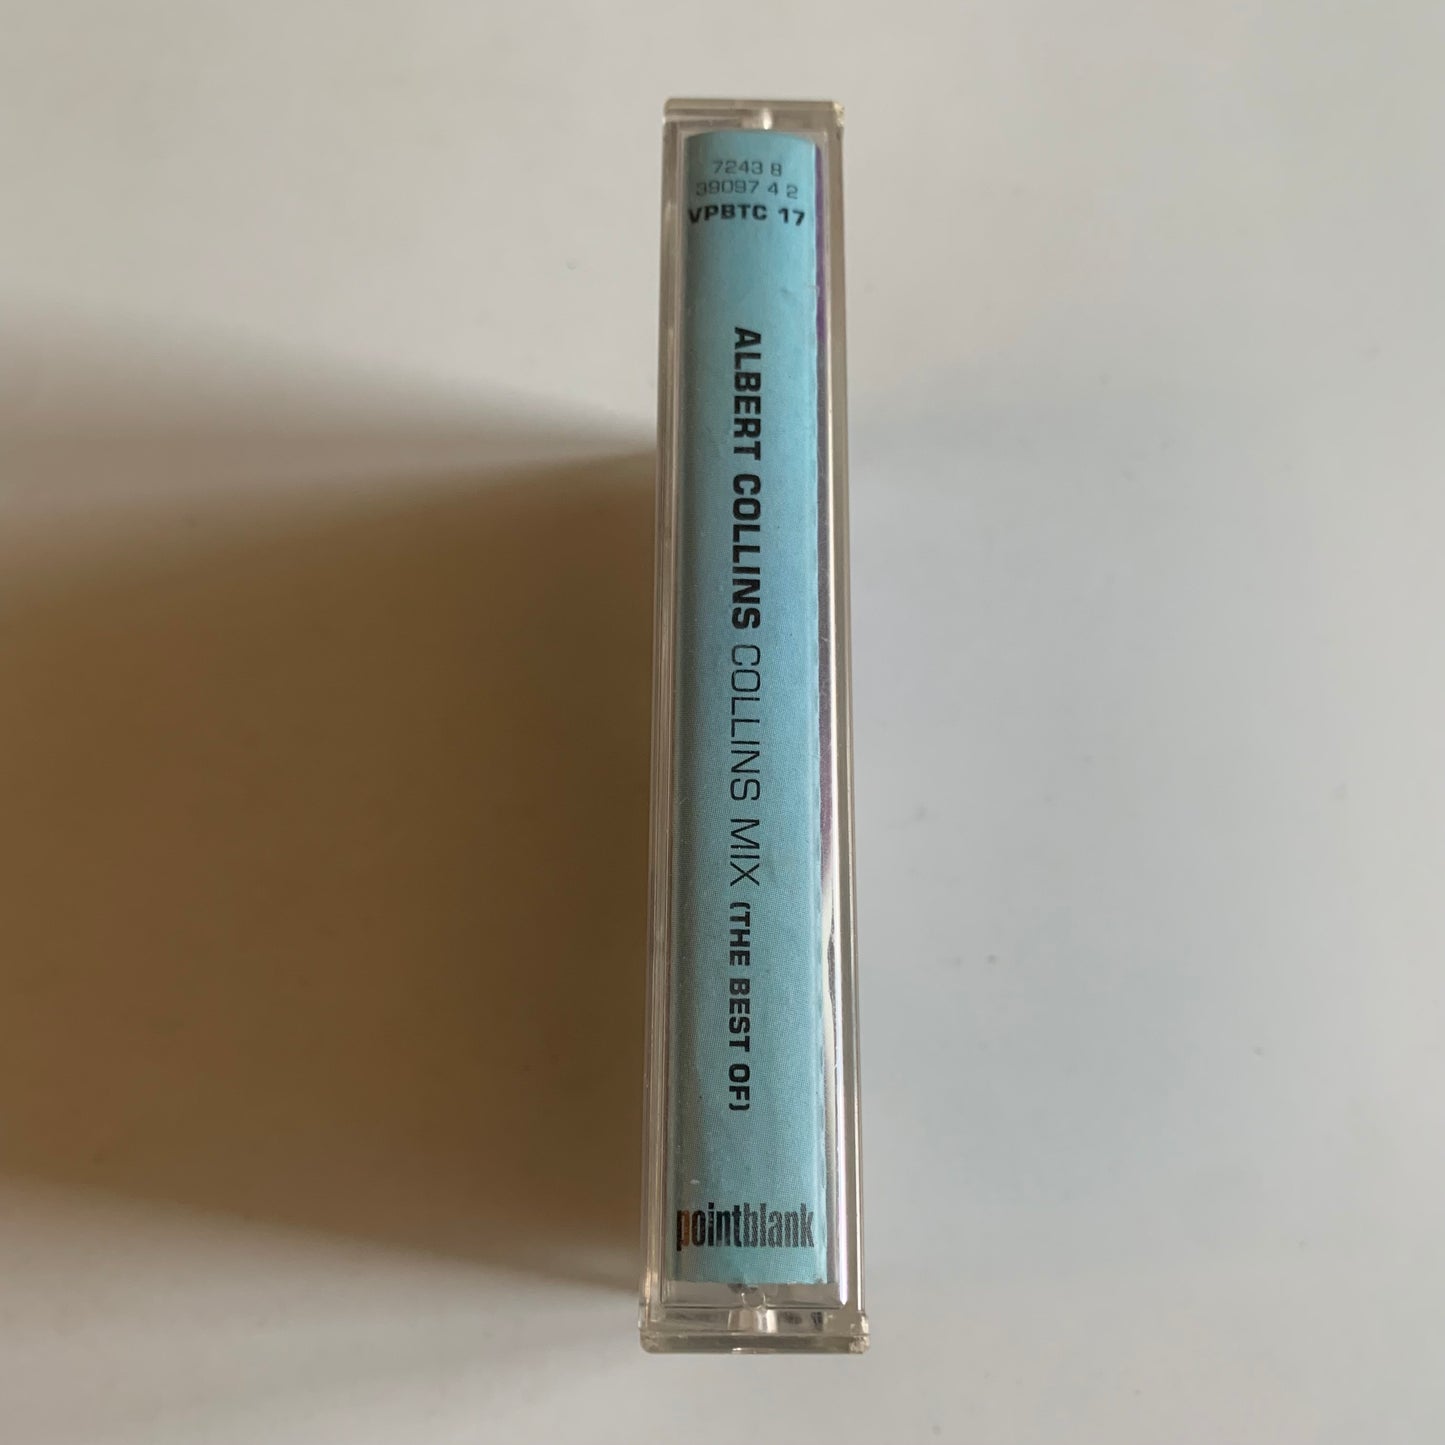 7243 8
39097 4 2
VPBTC 17
ALBERT COLLINS COLLINS MIX (THE BEST OF)
pointblank